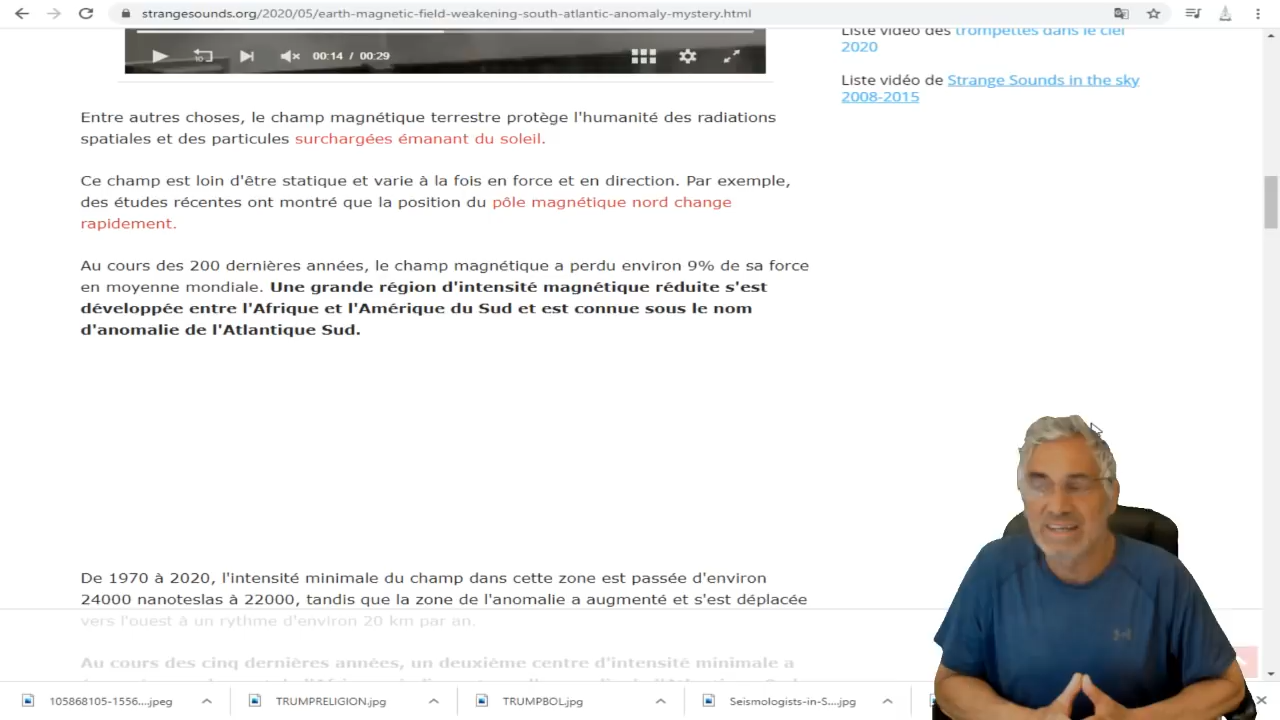 strangesounds.org/2020/05/earth-magnetic-field-weakening-south-atlantic-anomaly-mystery.html
10
00:14 / 00:29
Liste vidéo des trompettes dans le ciel
2020
Liste vidéo de Strange Sounds in the sky
2008-2015
Entre autres choses, le champ magnétique terrestre protège l'humanité des radiations
spatiales et des particules surchargées émanant du soleil.
Ce champ est loin d'être statique et varie à la fois en force et en direction. Par exemple,
des études récentes ont montré que la position du pôle magnétique nord change
rapidement.
Au cours des 200 dernières années, le champ magnétique a perdu environ 9% de sa force
en moyenne mondiale. Une grande région d'intensité magnétique réduite s'est
développée entre l'Afrique et l'Amérique du Sud et est connue sous le nom
d'anomalie de l'Atlantique Sud.
De 1970 à 2020, l'intensité minimale du champ dans cette zone est passée d'environ
24000 nanoteslas à 22000, tandis que la zone de l'anomalie a augmenté et s'est déplacée
vers l'ouest à un rythme d'environ 20 km par an.
Au cours des cinq dernières années, un deuxième centre d'intensité minimale a
105868105-1556....jpeg
TRUMPRELIGION.jpg
TRUMPBOL.jpg
Seismologists-in-S....jpg